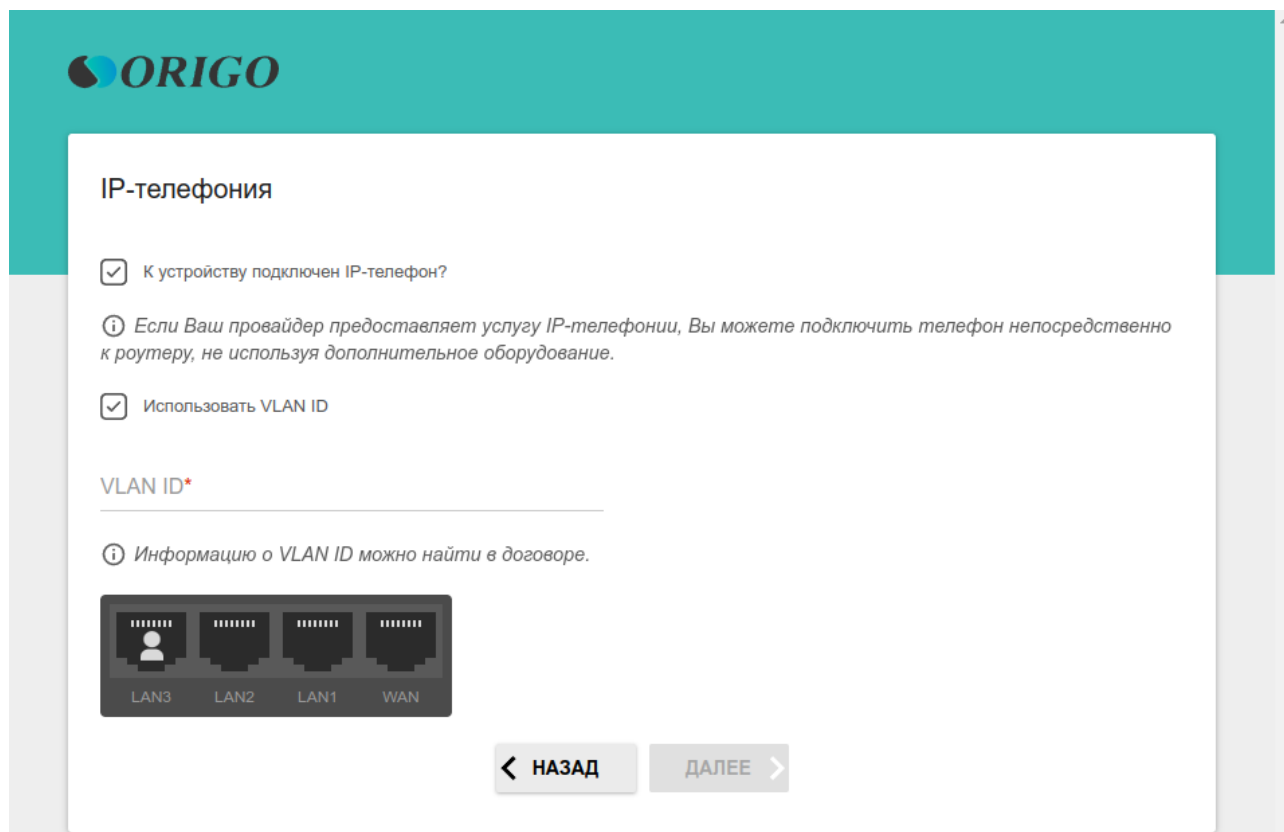 ORIGO
IP-телефония
К устройству подключен IP-телефон?
Если Ваш провайдер предоставляет услугу IP-телефонии, Вы можете подключить телефон непосредственно
к роутеру, не используя дополнительное оборудование.
Использовать VLAN ID
VLAN ID*
Информацию о VLAN ID можно найти в договоре.
LAN3 LAN2 LAN1 WAN
НАЗАД ДАЛЕЕ